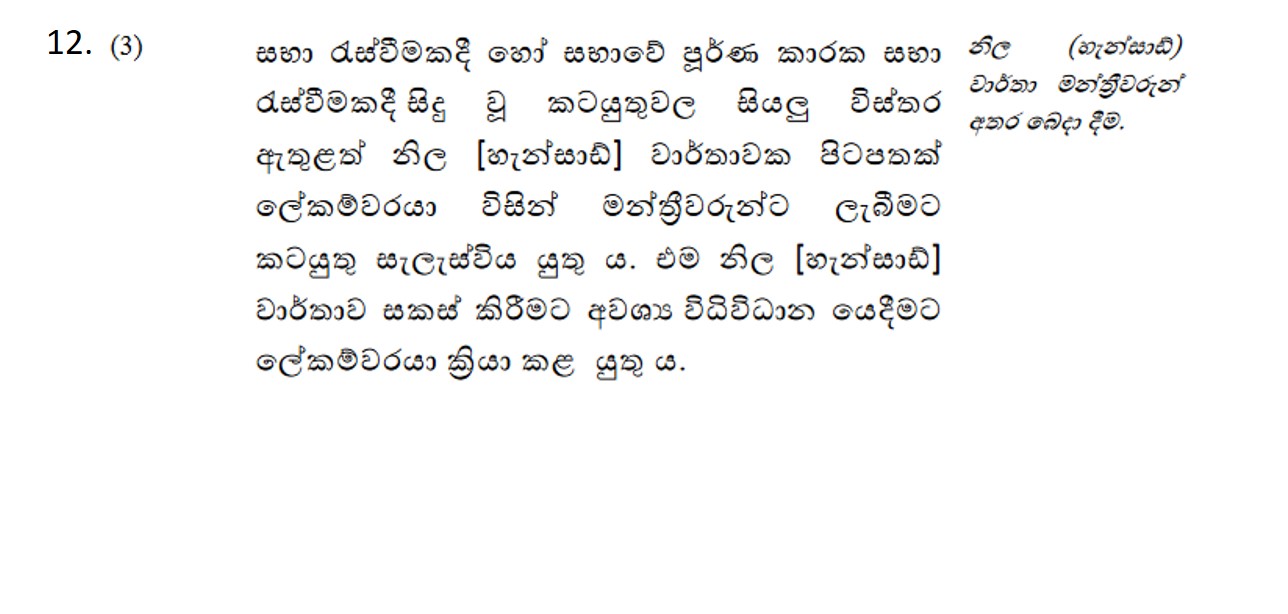 12. (3)
සභා රැස්වීමකදී හෝ සභාවේ පූර්ණ කාරක සභා
රැස්වීමකදී සිදු වූ කටයුතුවල සියලු විස්තර
ඇතුළත් නිල [හැන්සාඩ්] වාර්තාවක පිටපතක්
ලේකම්වරයා විසින් මන්ත්‍රීවරුන්ට ලැබීමට
කටයුතු සැලැස්විය යුතු ය. එම නිල [හැන්සාඩ්]
වාර්තාව සකස් කිරීමට අවශ්‍ය විධිවිධාන යෙදීමට
ලේකම්වරයා ක්‍රියා කළ යුතු ය.
නිල (හැන්සාඩ්)
වාර්තා මන්ත්‍රීවරුන්
අතර බෙදා දීම.